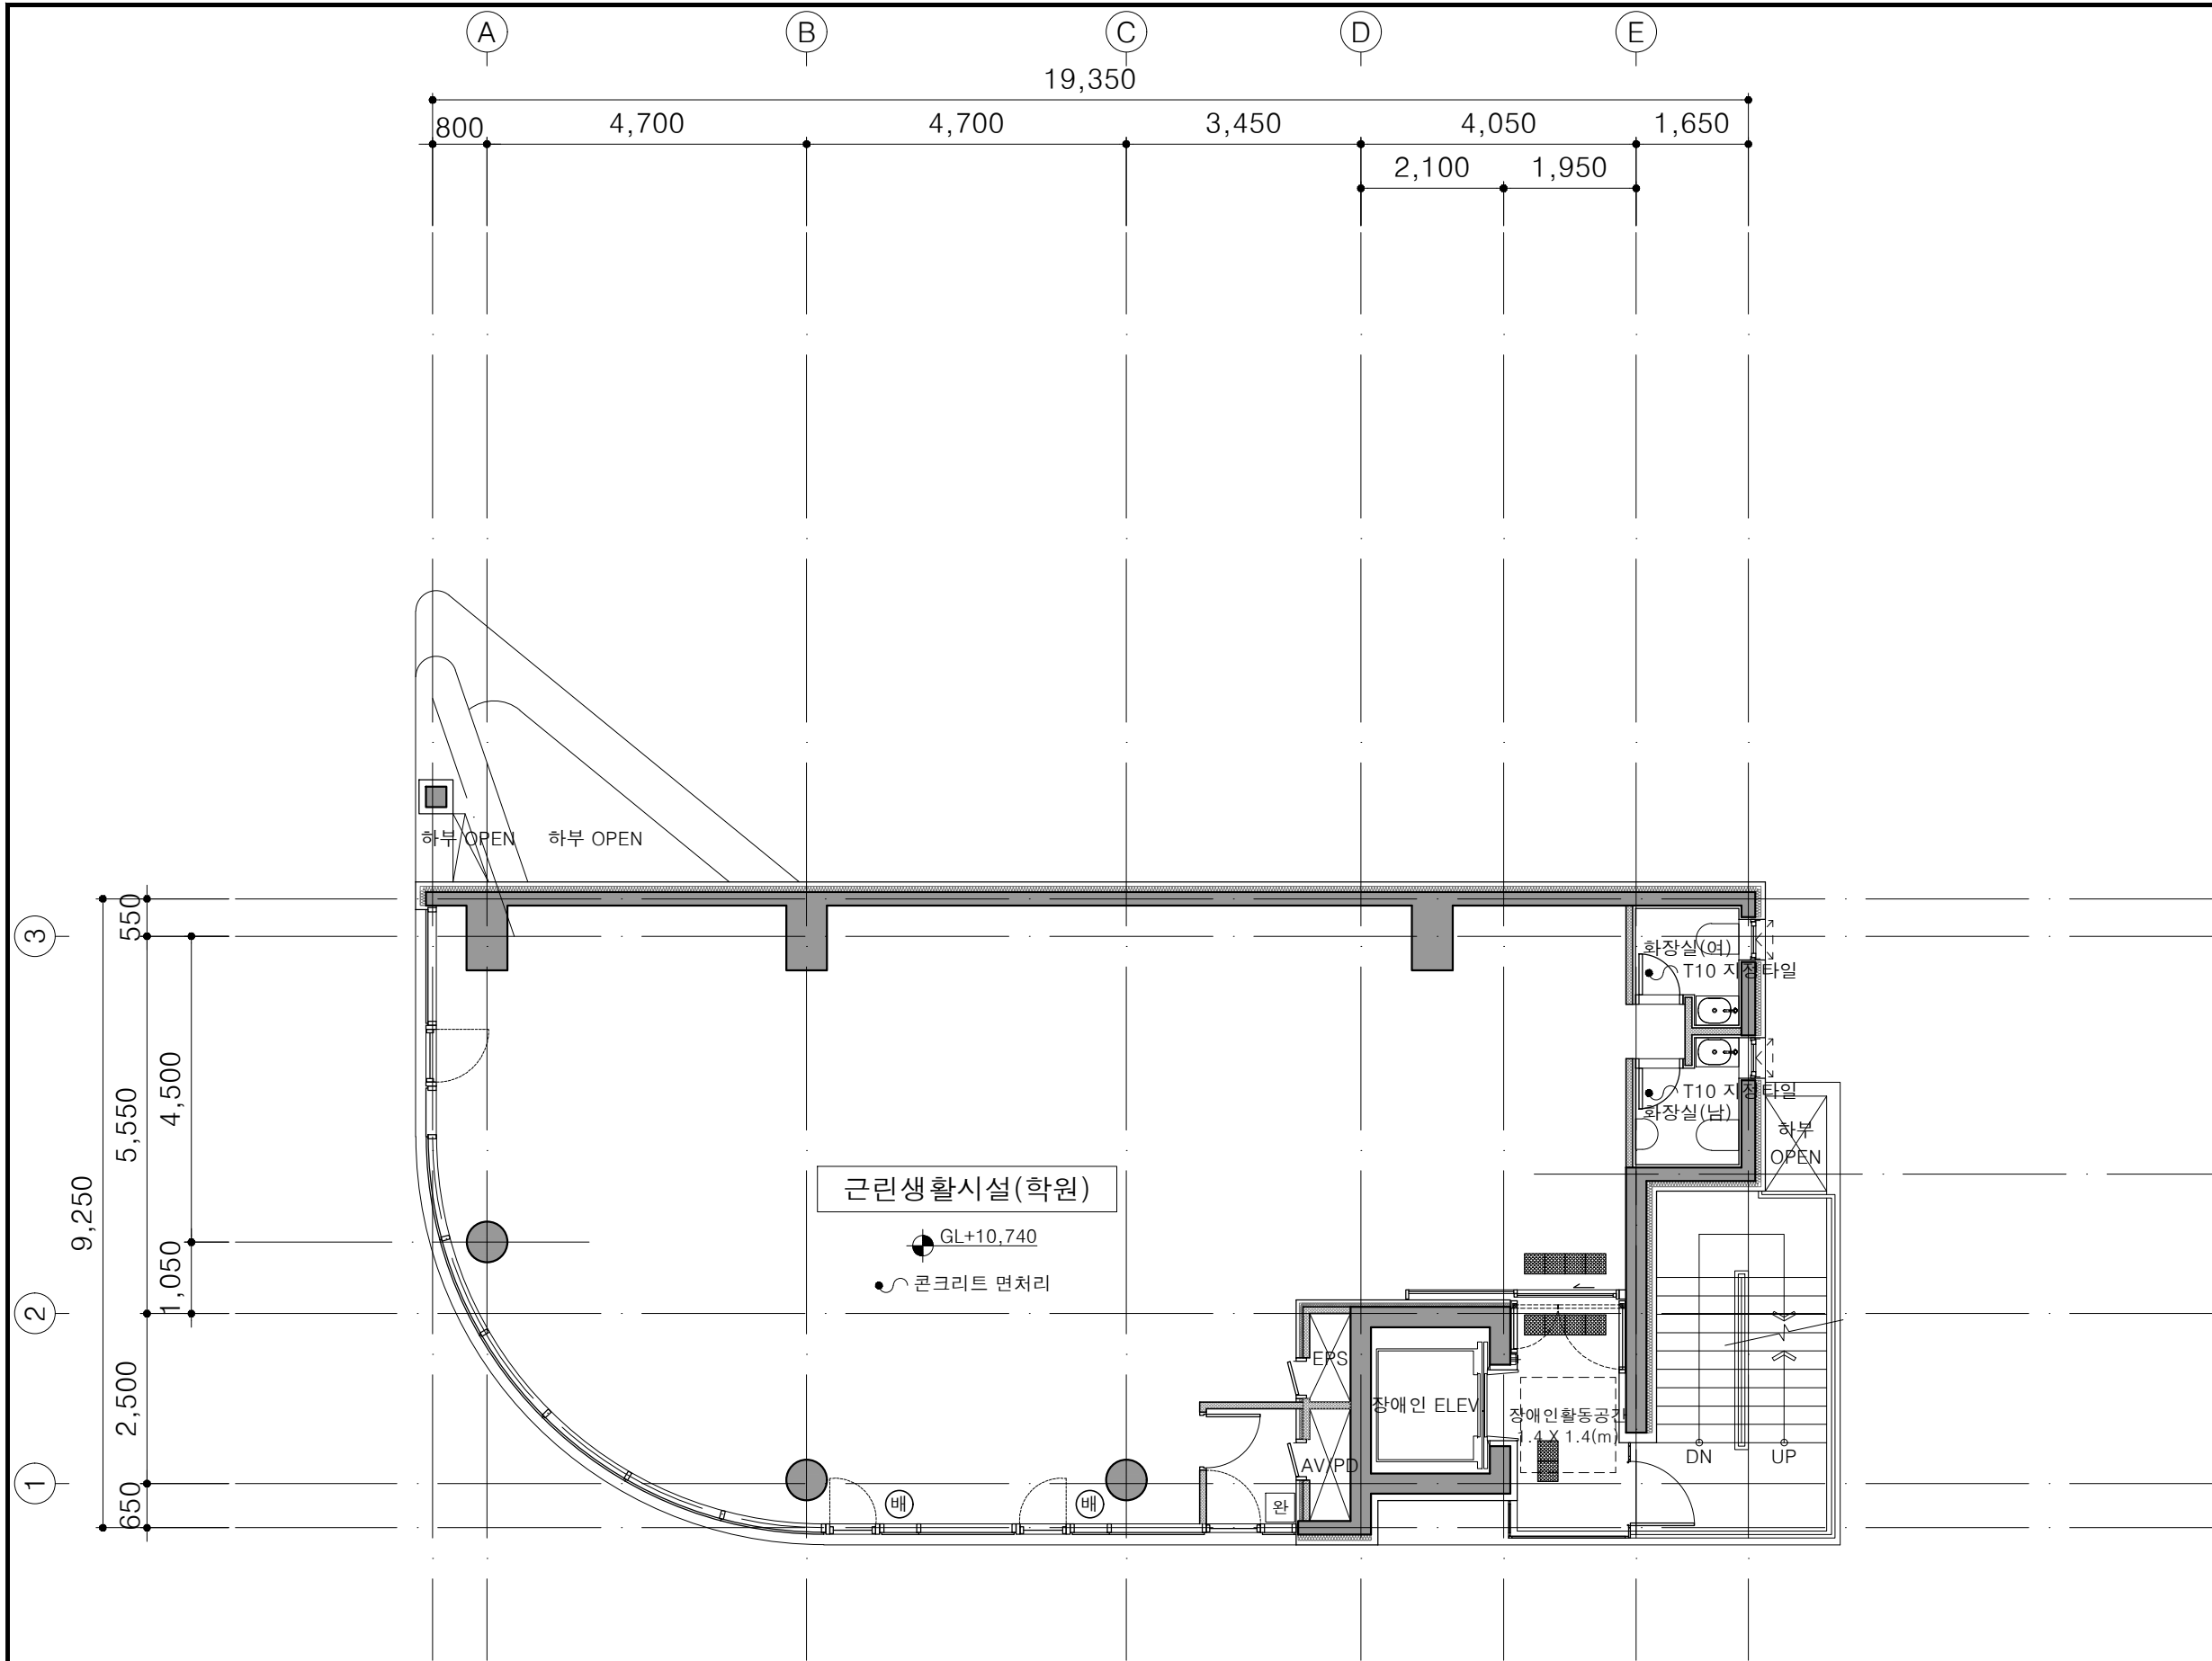 A B C D E
19,350
800 4,700 4,700 3,450 4,050 1,650
2,100 1,950
하부 OPEN 하부 OPEN
550
3
화장실(여)
T10 지정타일
4,500
5,550
T10 지정타일
화장실(남)
하부
OPEN
9,250
근린생활시설(학원)
GL+10,740
콘크리트 면처리
1,050
2
EPS
2,500
장애인 ELEV.
장애인활동공간
1.4 X 1.4(m)
DN UP
AV/PD
1
650
배 배 완